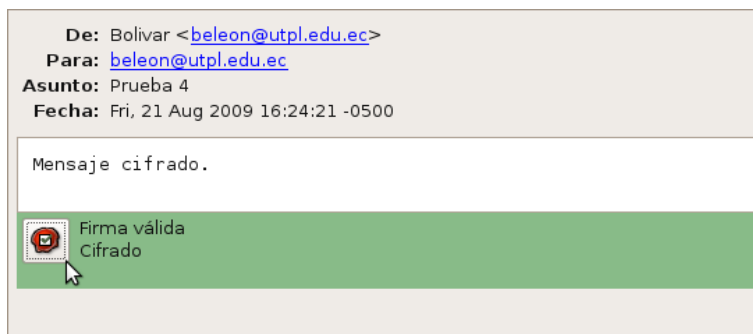 De: Bolivar <beleon@utpl.edu.ec>
Para: beleon@utpl.edu.ec
Asunto: Prueba 4
Fecha: Fri, 21 Aug 2009 16:24:21 -0500
Mensaje cifrado.
Firma válida
Cifrado